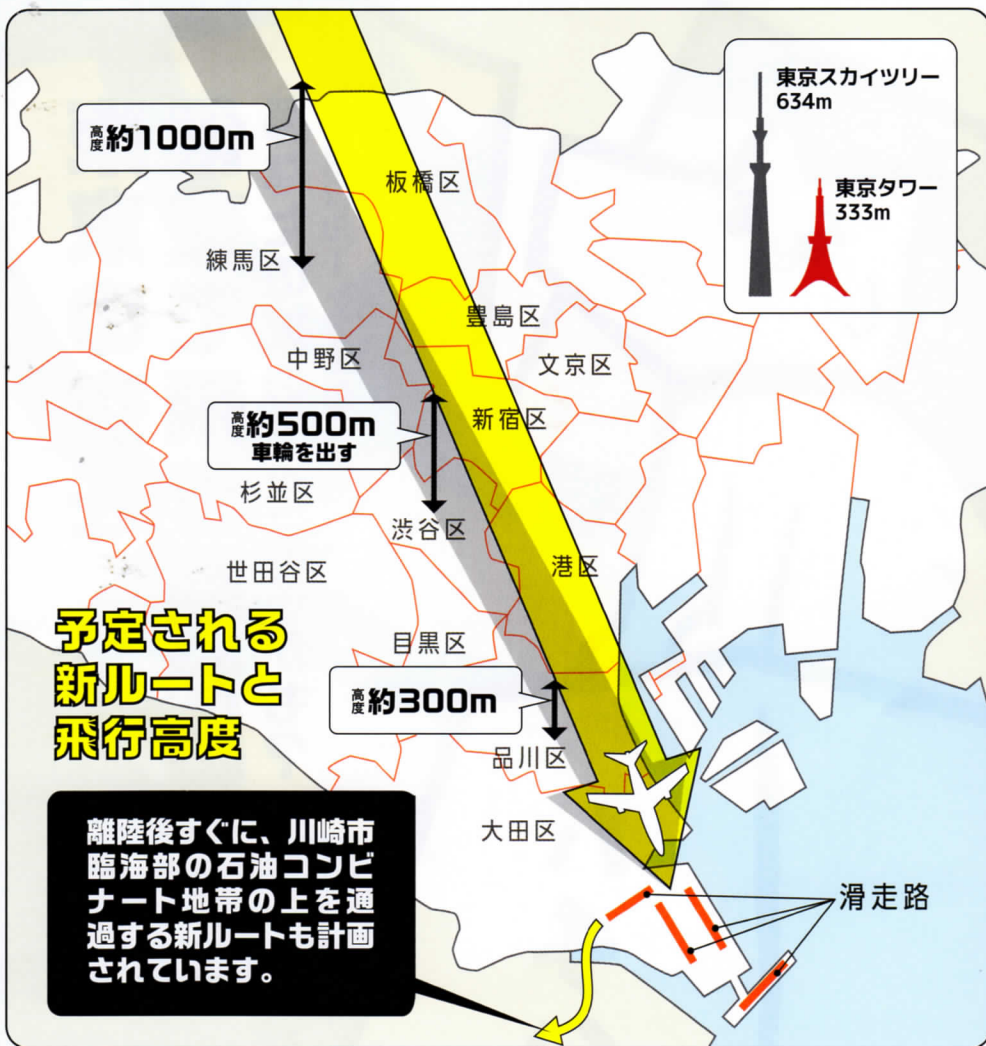 東京スカイツリー
634m
東京タワー
333m
高度約1000m
板橋区
練馬区
豊島区
中野区
文京区
高度約500m
車輪を出す
新宿区
杉並区
渋谷区
世田谷区
港区
予定される
新ルートと
飛行高度
目黒区
高度約300m
品川区
大田区
離陸後すぐに、川崎市
臨海部の石油コンビ
ナート地帯の上を通
過する新ルートも計画
されています。
滑走路